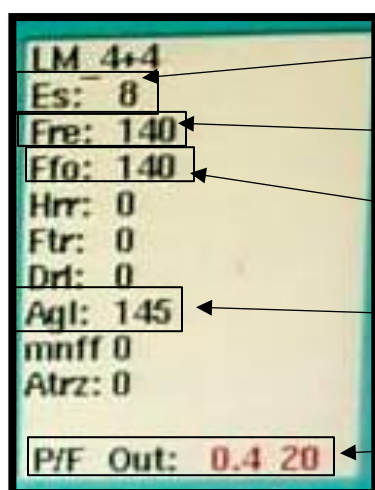 LM 4+4
Es: 8
Fre: 140
Ffo: 140
Hrr: 0
Ftr: 0
Drt: 0
Agl: 145
mnff 0
Atrz: 0
P/F Out: 0.4 20